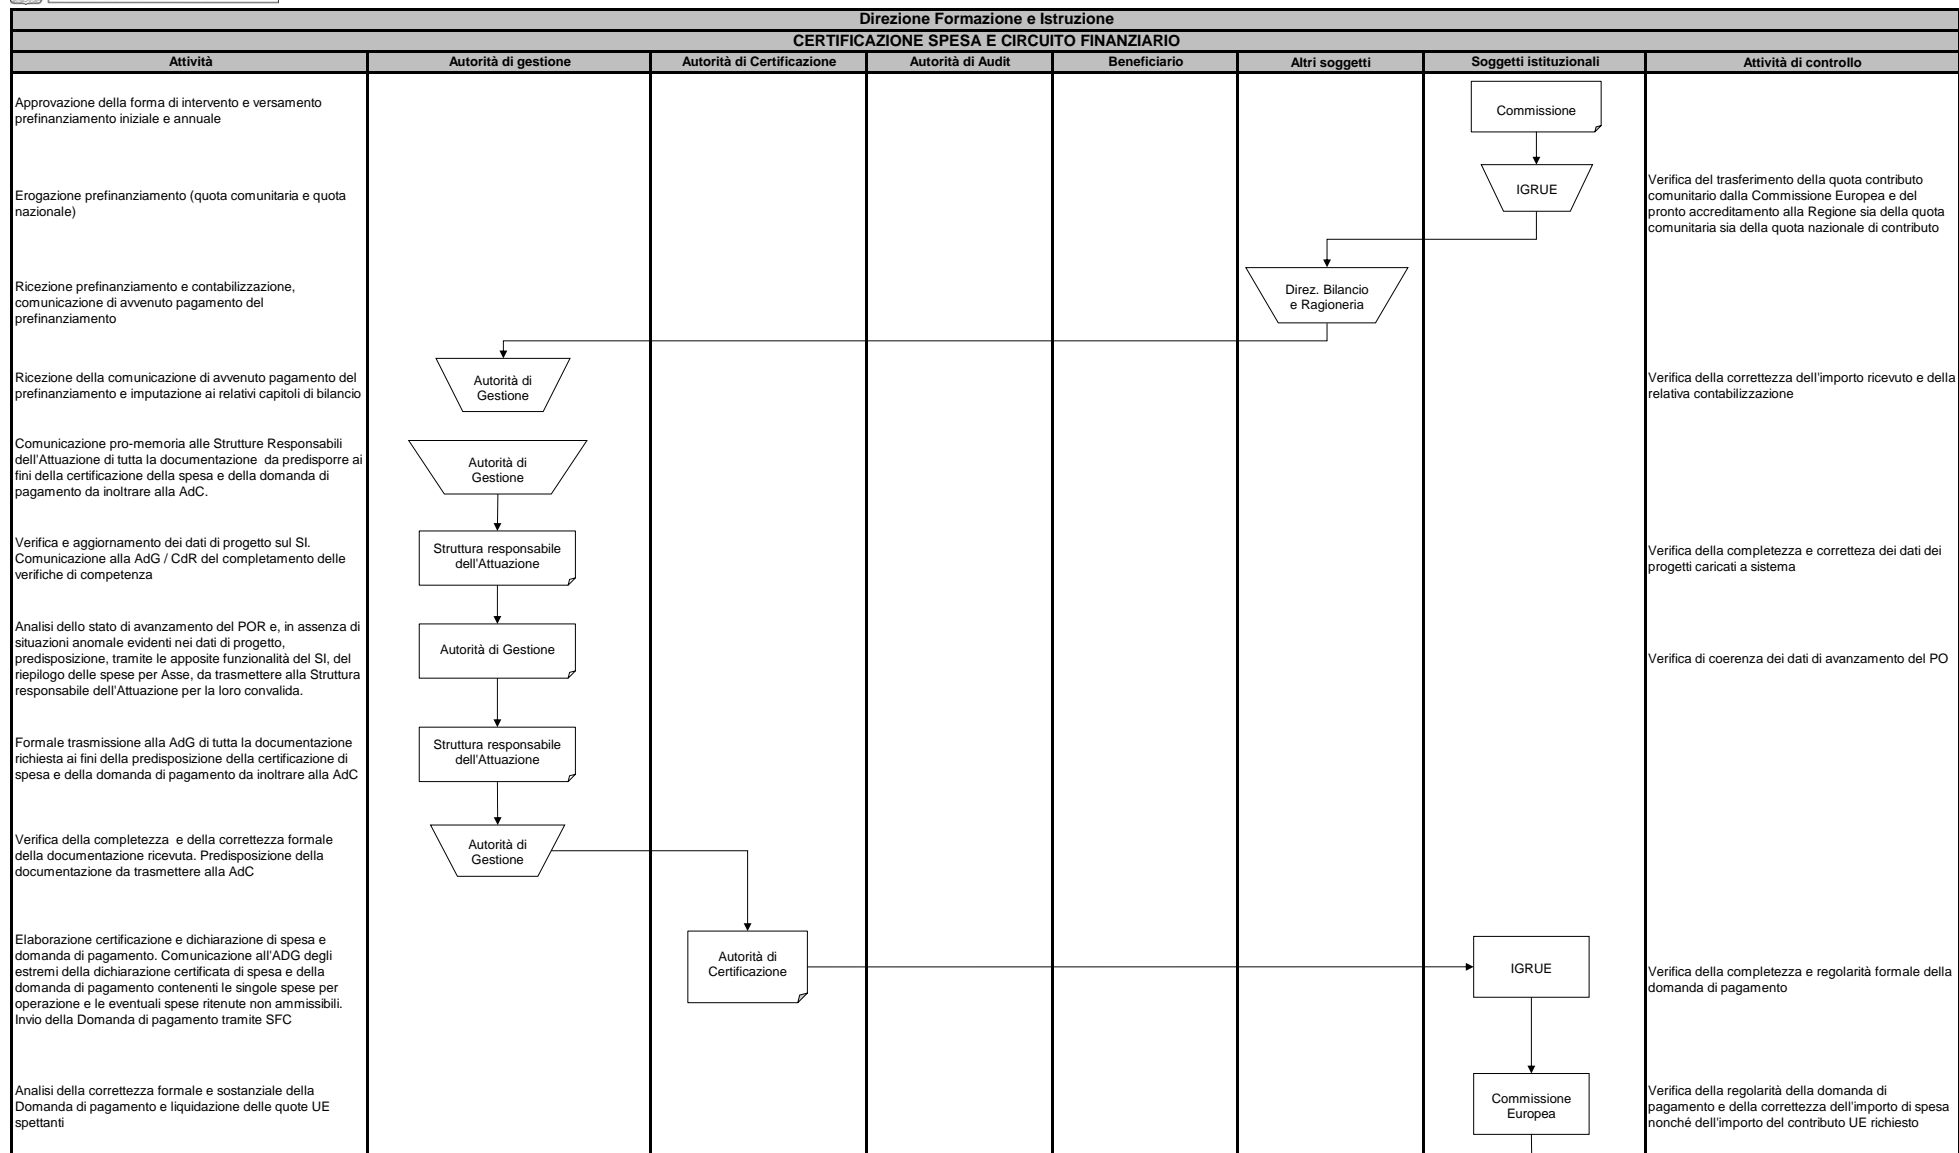 Direzione Formazione e Istruzione
CERTIFICAZIONE SPESA E CIRCUITO FINANZIARIO
Attività
Autorità di gestione
Autorità di Certificazione
Autorità di Audit
Beneficiario
Altri soggetti
Soggetti istituzionali
Attività di controllo
Approvazione della forma di intervento e versamento
prefinanziamento iniziale e annuale
Commissione
Erogazione prefinanziamento (quota comunitaria e quota
nazionale)
IGRUE
Verifica del trasferimento della quota contributo
comunitario dalla Commissione Europea e del
pronto accreditamento alla Regione sia della quota
comunitaria sia della quota nazionale di contributo
Ricezione prefinanziamento e contabilizzazione,
comunicazione di avvenuto pagamento del
prefinanziamento
Direz. Bilancio
e Ragioneria
Ricezione della comunicazione di avvenuto pagamento del
prefinanziamento e imputazione ai relativi capitoli di bilancio
Autorità di
Gestione
Verifica della correttezza dell'importo ricevuto e della
relativa contabilizzazione
Comunicazione pro-memoria alle Strutture Responsabili
dell'Attuazione di tutta la documentazione  da predisporre ai
fini della certificazione della spesa e della domanda di
pagamento da inoltrare alla AdC.
Autorità di
Gestione
Verifica e aggiornamento dei dati di progetto sul SI.
Comunicazione alla AdG / CdR del completamento delle
verifiche di competenza
Struttura responsabile
dell'Attuazione
Verifica della completezza e corretteza dei dati dei
progetti caricati a sistema
Analisi dello stato di avanzamento del POR e, in assenza di
situazioni anomale evidenti nei dati di progetto,
predisposizione, tramite le apposite funzionalità del SI, del
riepilogo delle spese per Asse, da trasmettere alla Struttura
responsabile dell'Attuazione per la loro convalida.
Autorità di Gestione
Verifica di coerenza dei dati di avanzamento del PO
Formale trasmissione alla AdG di tutta la documentazione
richiesta ai fini della predisposizione della certificazione di
spesa e della domanda di pagamento da inoltrare alla AdC
Struttura responsabile
dell'Attuazione
Verifica della completezza  e della correttezza formale
della documentazione ricevuta. Predisposizione della
documentazione da trasmettere alla AdC
Autorità di
Gestione
Elaborazione certificazione e dichiarazione di spesa e
domanda di pagamento. Comunicazione all'ADG degli
estremi della dichiarazione certificata di spesa e della
domanda di pagamento contenenti le singole spese per
operazione e le eventuali spese ritenute non ammissibili.
Invio della Domanda di pagamento tramite SFC
Autorità di
Certificazione
IGRUE
Verifica della completezza e regolarità formale della
domanda di pagamento
Analisi della correttezza formale e sostanziale della
Domanda di pagamento e liquidazione delle quote UE
spettanti
Commissione
Europea
Verifica della regolarità della domanda di
pagamento e della correttezza dell'importo di spesa
nonché dell'importo del contributo UE richiesto